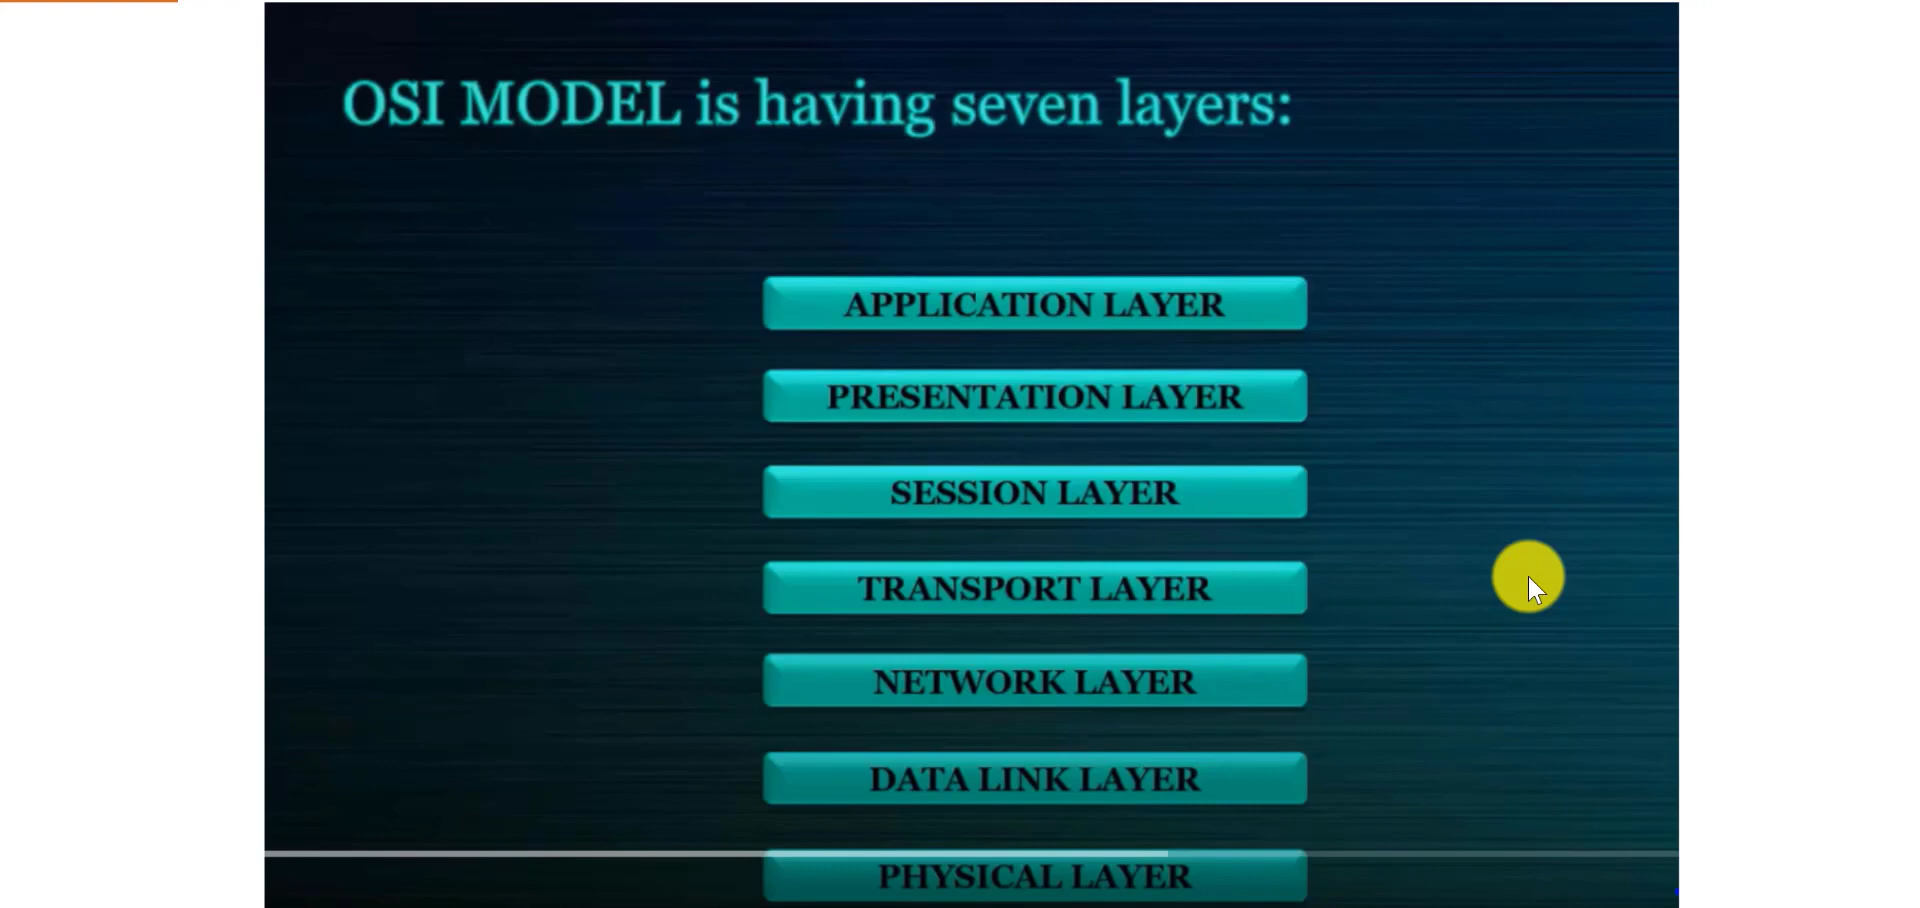 OSI MODEL is having seven layers:
APPLICATION LAYER
PRESENTATION LAYER
SESSION LAYER
TRANSPORT LAYER
NETWORK LAYER
DATA LINK LAYER
PHYSICAL LAYER